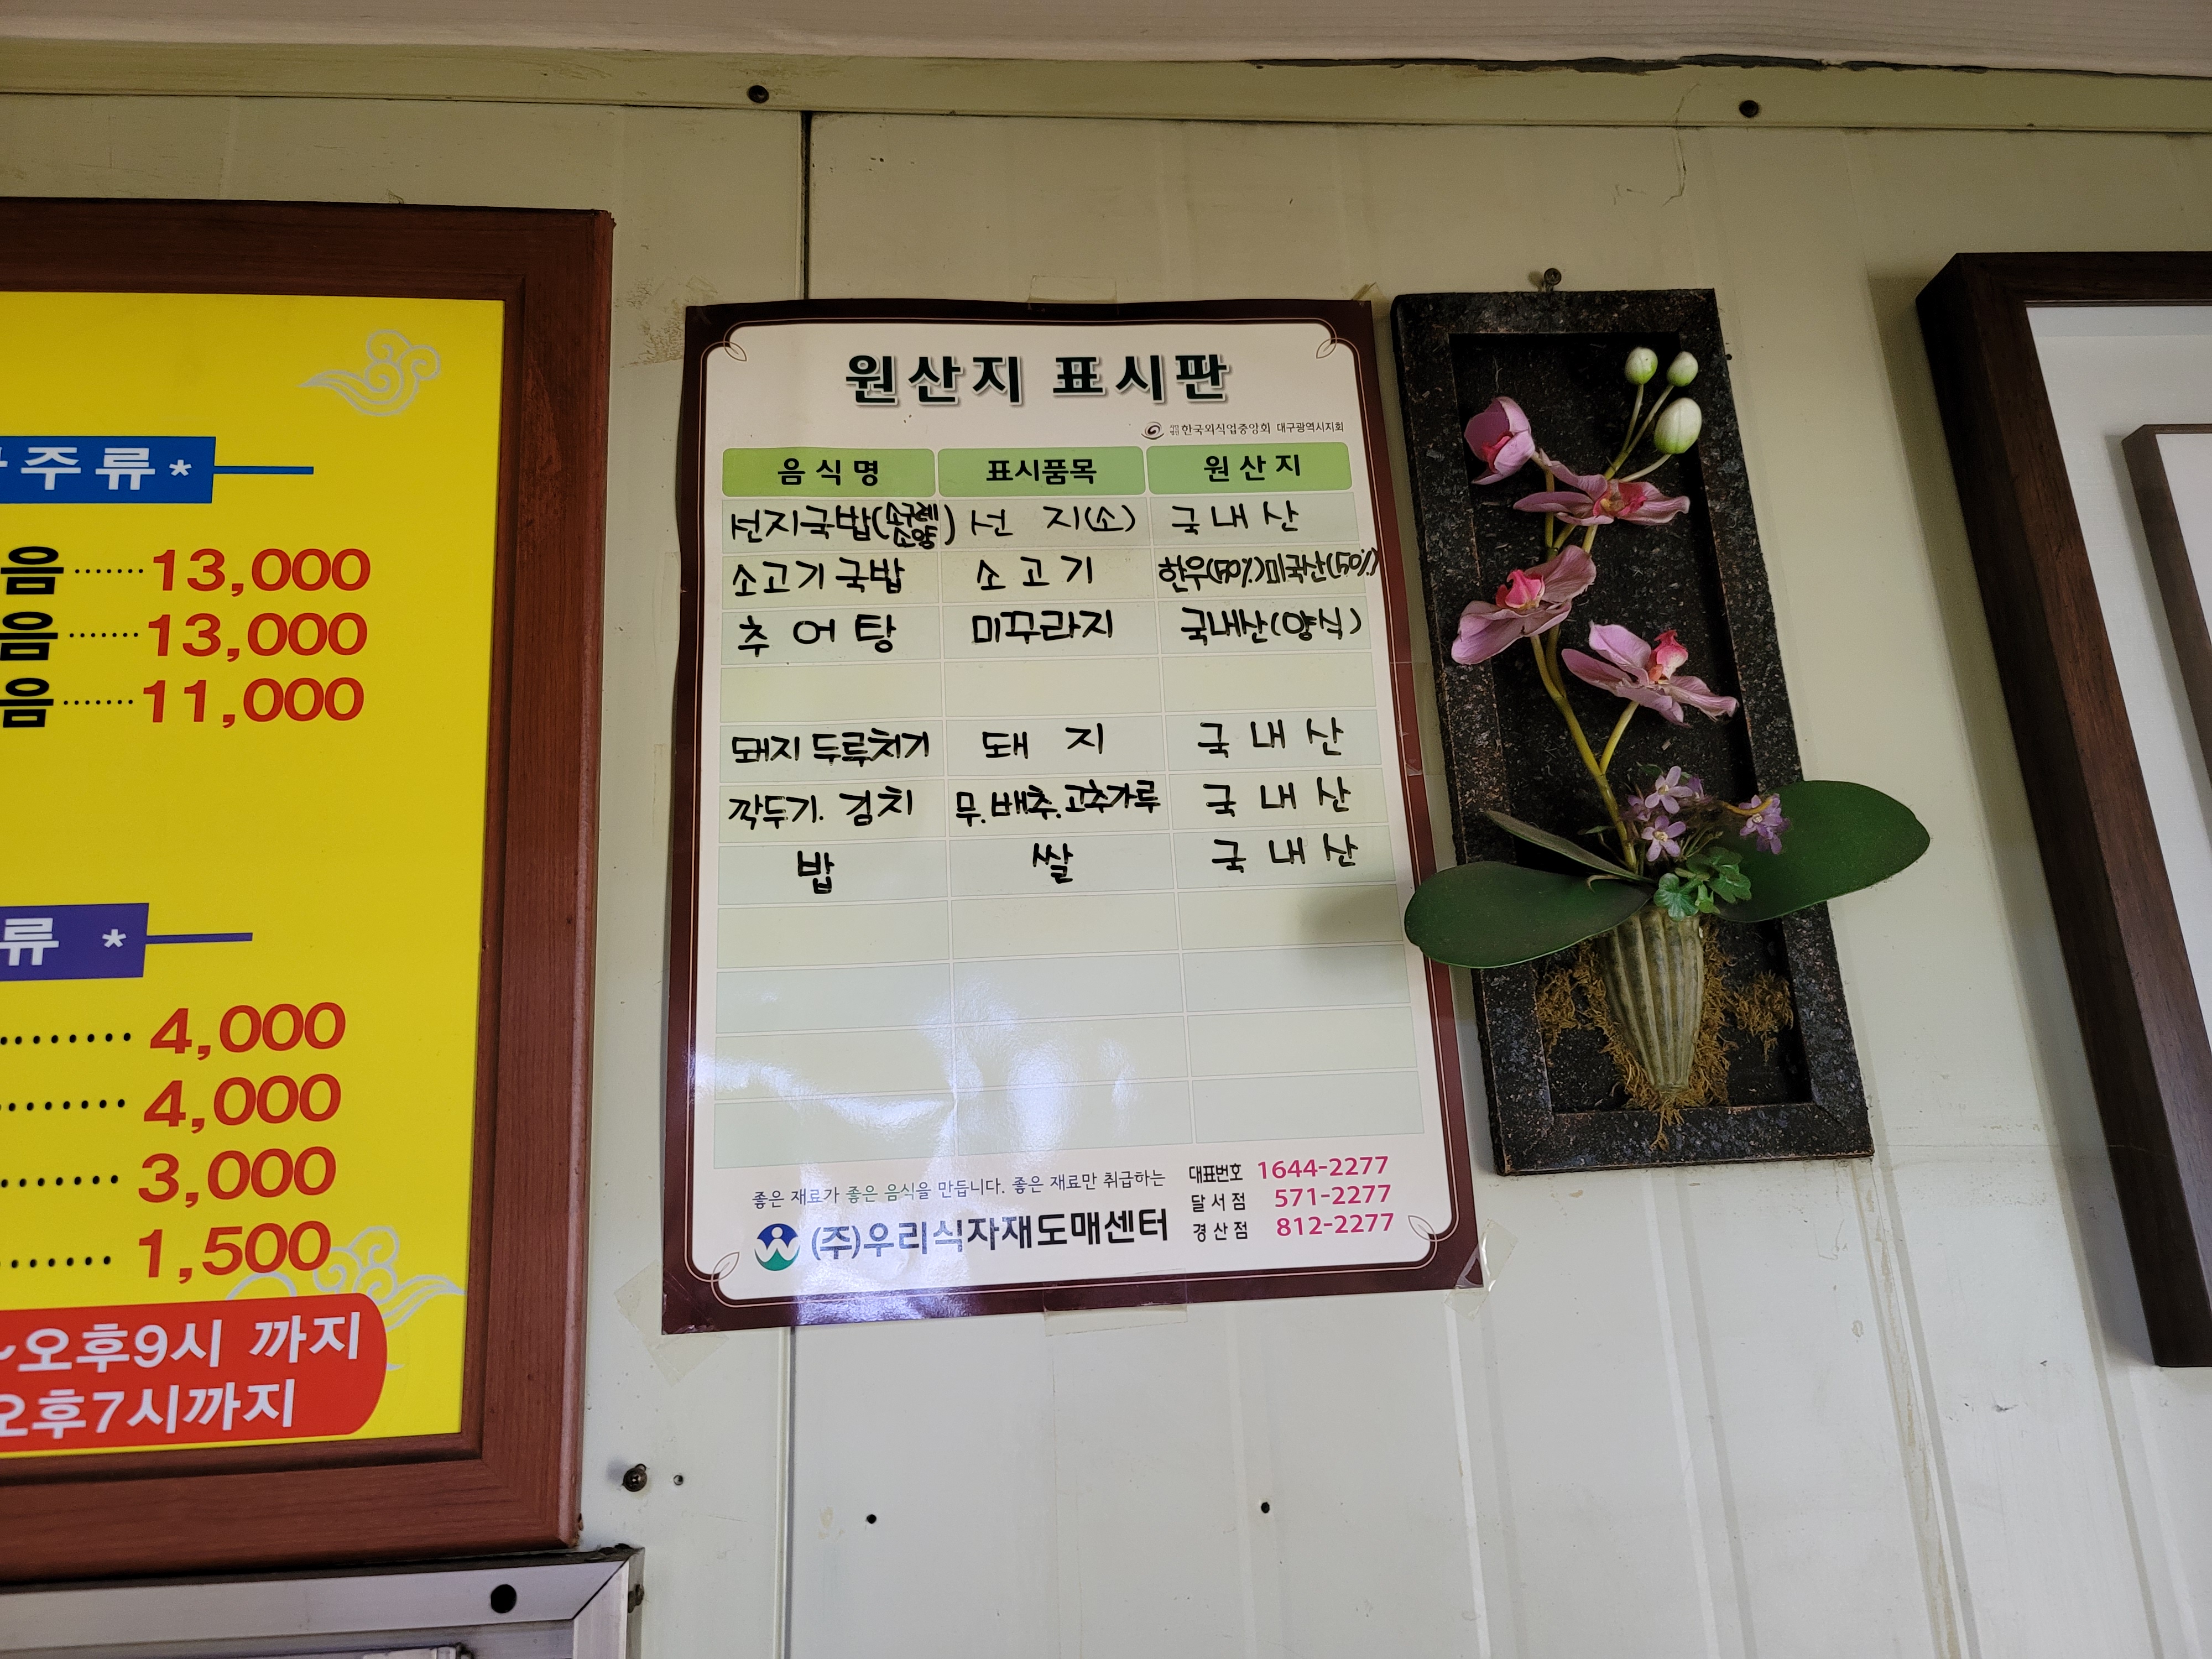 주류*
음·······13,000
음·······13,000
음·······11,000
류 *
········4,000
········4,000
·······3,000
·······1,500
~오후9시 까지
오후7시까지
원산지 표시판
한국외식업중앙회 대구광역시지회
음식명 표시품목 원산지
선지국밥(소구레 소양) 선 지(소) 국내산
소고기국밥 소고기 한우(50%)미국산(50%)
추어탕 미꾸라지 국내산(양식)
돼지 두루치기 돼지 국내산
깍두기. 김치 무.배추.고추가루 국내산
밥 쌀 국내산
좋은 재료가 좋은 음식을 만듭니다. 좋은 재료만 취급하는
(주)우리식자재도매센터
대표번호 1644-2277
달서점 571-2277
경산점 812-2277